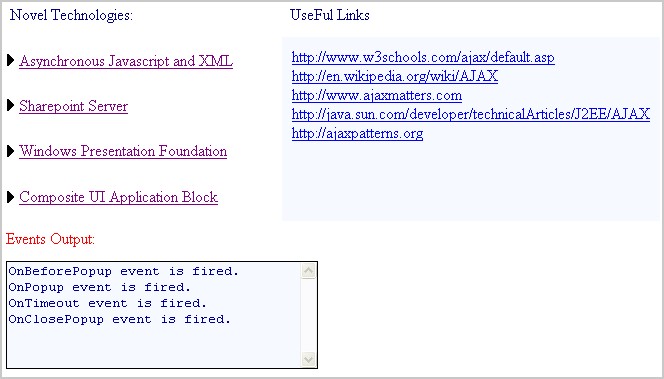 Novel Technologies:
UseFul Links
Asynchronous Javascript and XML
Sharepoint Server
Windows Presentation Foundation
Composite UI Application Block
http://www.w3schools.com/ajax/default.asp
http://en.wikipedia.org/wiki/AJAX
http://www.ajaxmatters.com
http://java.sun.com/developer/technicalArticles/J2EE/AJAX
http://ajaxpatterns.org
Events Output:
OnBeforePopup event is fired.
OnPopup event is fired.
OnTimeout event is fired.
OnClosePopup event is fired.